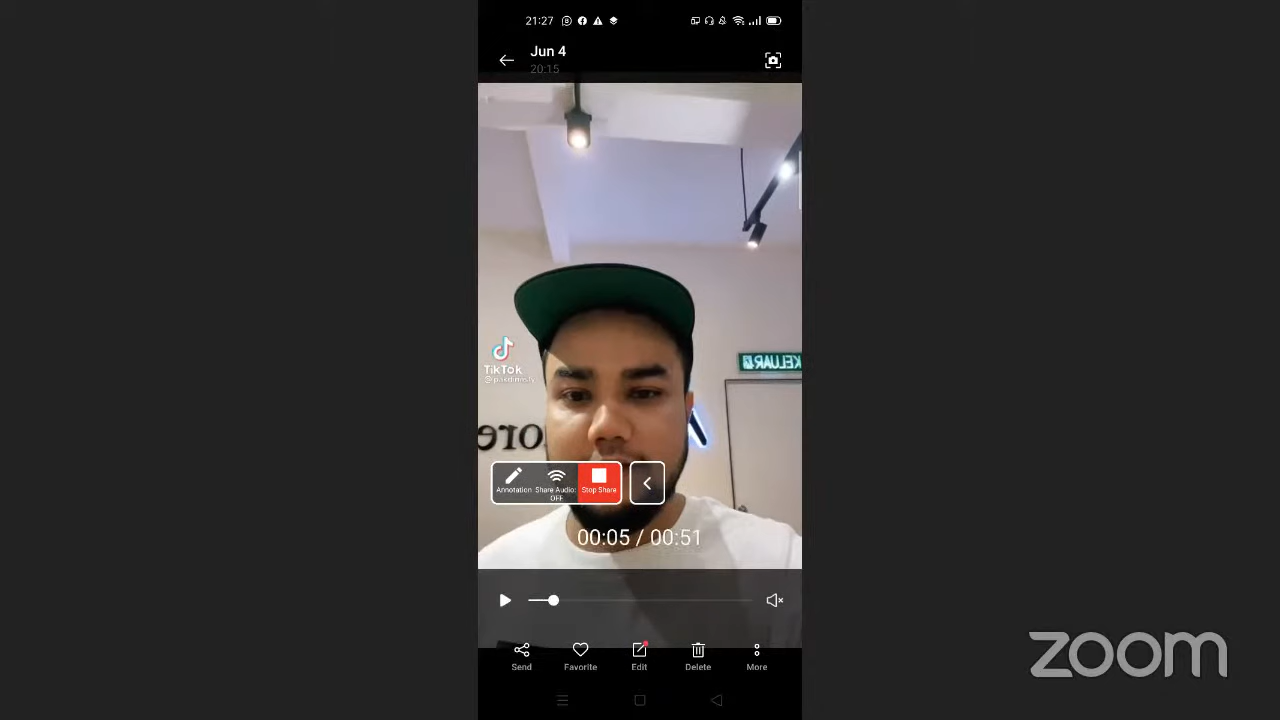 21:27
Jun 4
20:15
TikTok
KELUAR
ore
Annotation
Share Audio: OFF
Stop Share
00:05 / 00:51
Send
Favorite
Edit
Delete
More
zoom